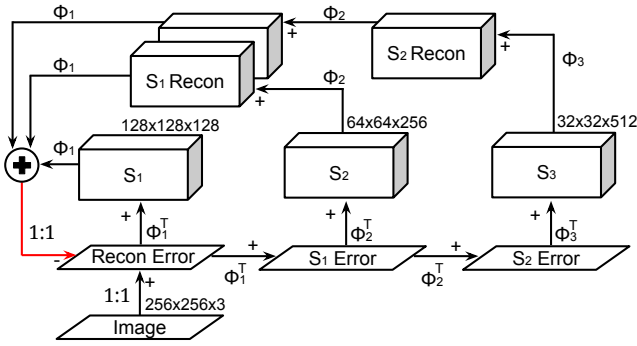 Φ1
Φ2
+
S2 Recon
+
Φ1
S1 Recon
Φ2
+
Φ3
128x128x128
64x64x256
32x32x512
Φ1
S1
S2
S3
1:1
+
Φ1T
+
Φ2T
+
Φ3T
-
Recon Error
+
Φ1T
S1 Error
+
Φ2T
S2 Error
1:1
+
256x256x3
Image